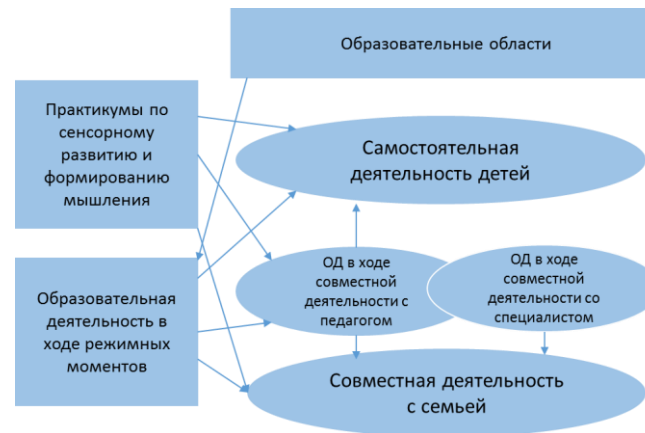 Образовательные области
Практикумы по
сенсорному
развитию и
формированию
мышления
Самостоятельная
деятельность детей
Образовательная
деятельность в
ходе режимных
моментов
ОД в ходе
совместной
деятельности с
педагогом
ОД в ходе
совместной
деятельности со
специалистом
Совместная деятельность
с семьей